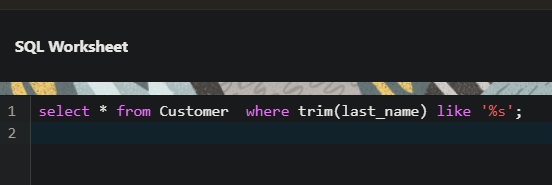 SQL Worksheet
1 select * from Customer  where trim(last_name) like '%s';
2